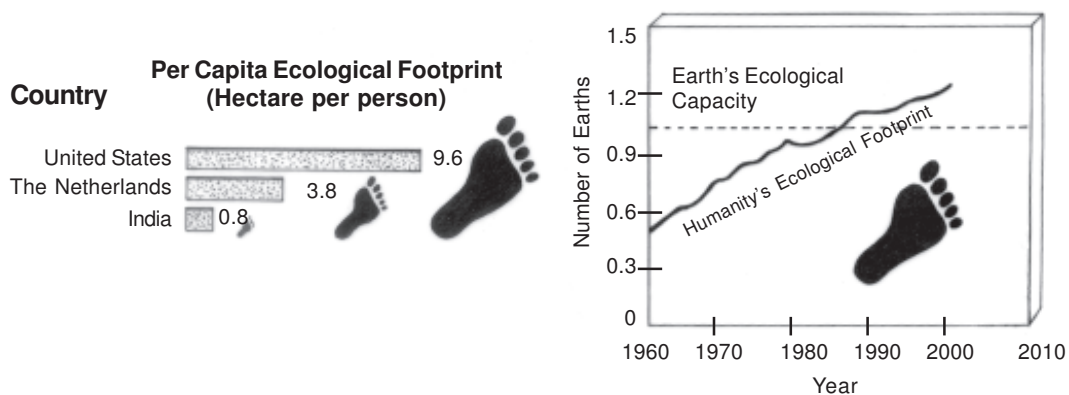 Per Capita Ecological Footprint
(Hectare per person)
Country
United States 9.6
The Netherlands 3.8
India 0.8
Number of Earths
1.5
1.2
0.9
0.6
0.3
0
Earth's Ecological
Capacity
Humanity's Ecological Footprint
1960 1970 1980 1990 2000 2010
Year